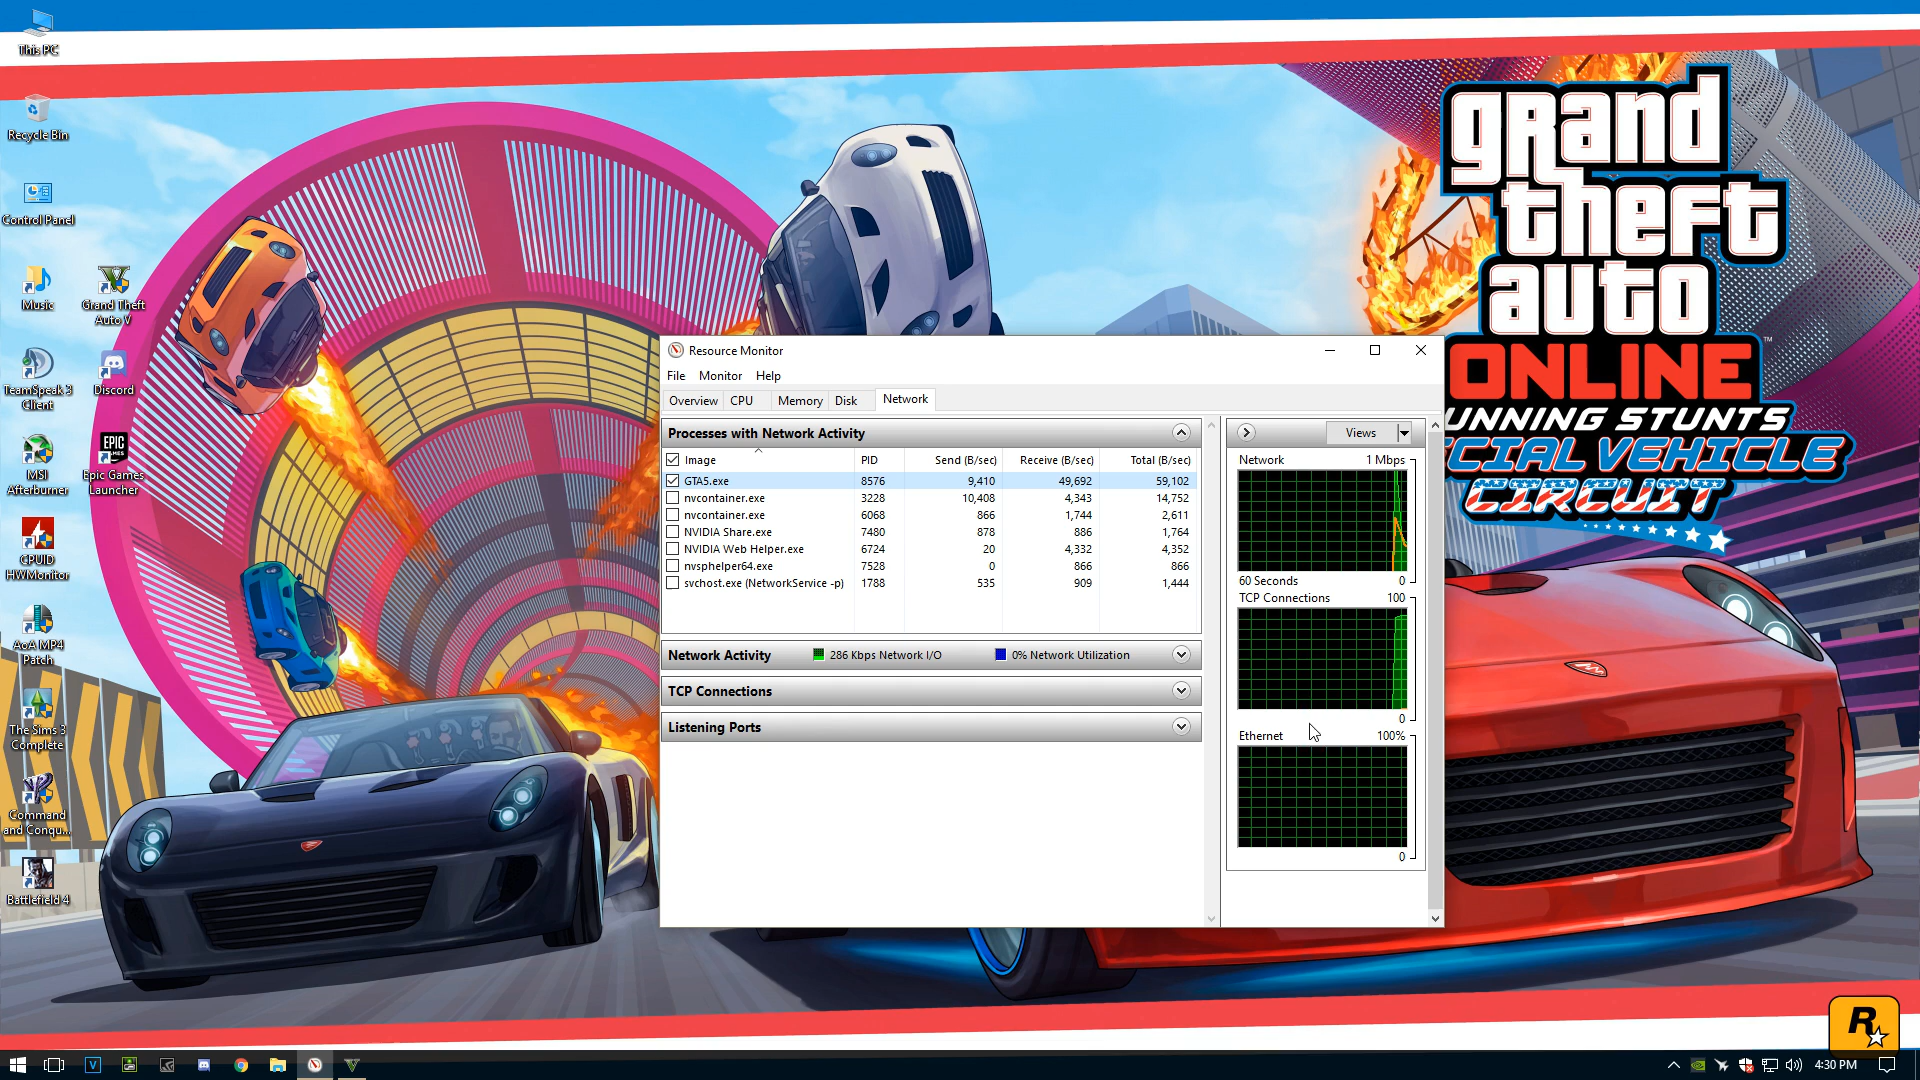 This PC
Recycle Bin
Control Panel
Music
Grand Theft
Auto V
TeamSpeak 3
Client
Discord
MSI
Afterburner
EPIC
GAMES
Epic Games
Launcher
CPUID
HWMonitor
AoA MP4
Patch
The Sims 3
Complete
Command
and Conqu...
Battlefield 4
grand
theft
auto
ONLINE
™
UNNING STUNTS
CIAL VEHICLE
CIRCUIT
Resource Monitor
File Monitor Help
Overview CPU Memory Disk Network
Processes with Network Activity
Image PID Send (B/sec) Receive (B/sec) Total (B/sec)
GTA5.exe 8576 9,410 49,692 59,102
nvcontainer.exe 3228 10,408 4,343 14,752
nvcontainer.exe 6068 866 1,744 2,611
NVIDIA Share.exe 7480 878 886 1,764
NVIDIA Web Helper.exe 6724 20 4,332 4,352
nvsphelper64.exe 7528 0 866 866
svchost.exe (NetworkService -p) 1788 535 909 1,444
Network Activity 286 Kbps Network I/O 0% Network Utilization
TCP Connections
Listening Ports
Views
Network 1 Mbps
60 Seconds 0
TCP Connections 100
0
Ethernet 100%
0
R
V
4:30 PM